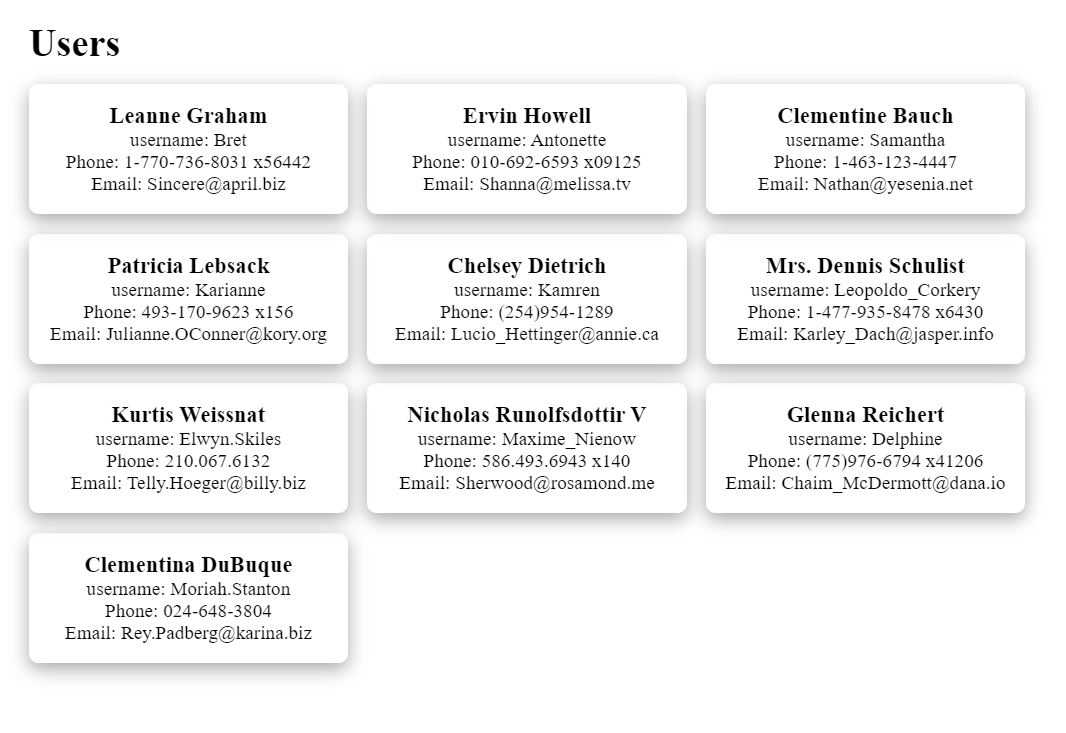 Users
Leanne Graham
username: Bret
Phone: 1-770-736-8031 x56442
Email: Sincere@april.biz
Ervin Howell
username: Antonette
Phone: 010-692-6593 x09125
Email: Shanna@melissa.tv
Clementine Bauch
username: Samantha
Phone: 1-463-123-4447
Email: Nathan@yesenia.net
Patricia Lebsack
username: Karianne
Phone: 493-170-9623 x156
Email: Julianne.OConner@kory.org
Chelsey Dietrich
username: Kamren
Phone: (254)954-1289
Email: Lucio_Hettinger@annie.ca
Mrs. Dennis Schulist
username: Leopoldo_Corkery
Phone: 1-477-935-8478 x6430
Email: Karley_Dach@jasper.info
Kurtis Weissnat
username: Elwyn.Skiles
Phone: 210.067.6132
Email: Telly.Hoeger@billy.biz
Nicholas Runolfsdottir V
username: Maxime_Nienow
Phone: 586.493.6943 x140
Email: Sherwood@rosamond.me
Glenna Reichert
username: Delphine
Phone: (775)976-6794 x41206
Email: Chaim_McDermott@dana.io
Clementina DuBuque
username: Moriah.Stanton
Phone: 024-648-3804
Email: Rey.Padberg@karina.biz